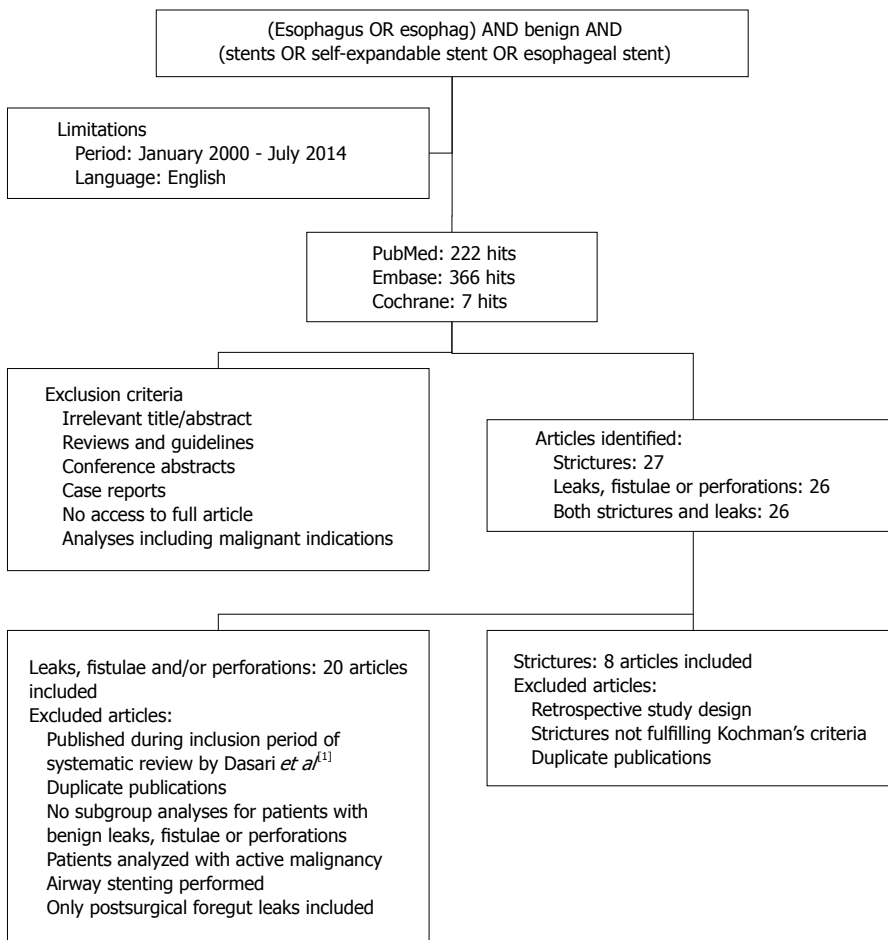 (Esophagus OR esophag) AND benign AND
(stents OR self-expandable stent OR esophageal stent)
Limitations
Period: January 2000 - July 2014
Language: English
PubMed: 222 hits
Embase: 366 hits
Cochrane: 7 hits
Exclusion criteria
Irrelevant title/abstract
Reviews and guidelines
Conference abstracts
Case reports
No access to full article
Analyses including malignant indications
Articles identified:
Strictures: 27
Leaks, fistulae or perforations: 26
Both strictures and leaks: 26
Leaks, fistulae and/or perforations: 20 articles
included
Excluded articles:
Published during inclusion period of
systematic review by Dasari et al[1]
Duplicate publications
No subgroup analyses for patients with
benign leaks, fistulae or perforations
Patients analyzed with active malignancy
Airway stenting performed
Only postsurgical foregut leaks included
Strictures: 8 articles included
Excluded articles:
Retrospective study design
Strictures not fulfilling Kochman's criteria
Duplicate publications